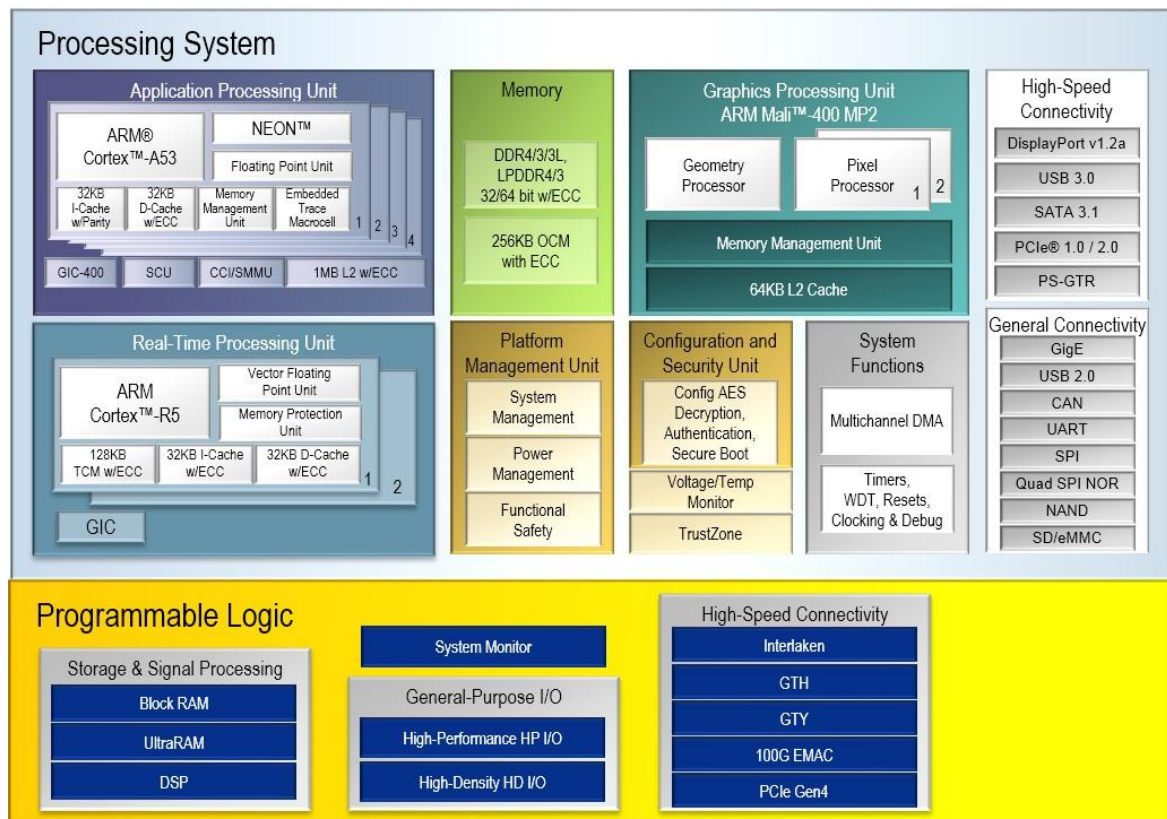 Processing System
Application Processing Unit
ARM®
Cortex™-A53
NEON™
Floating Point Unit
32KB
I-Cache
w/Parity
32KB
D-Cache
w/ECC
Memory
Management
Unit
Embedded
Trace
Macrocell
1
2
3
4
GIC-400
SCU
CCI/SMMU
1MB L2 w/ECC
Memory
DDR4/3/3L,
LPDDR4/3
32/64 bit w/ECC
256KB OCM
with ECC
Graphics Processing Unit
ARM Mali™-400 MP2
Geometry
Processor
Pixel
Processor
1
2
Memory Management Unit
64KB L2 Cache
High-Speed
Connectivity
DisplayPort v1.2a
USB 3.0
SATA 3.1
PCIe® 1.0 / 2.0
PS-GTR
Real-Time Processing Unit
ARM
Cortex™-R5
Vector Floating
Point Unit
Memory Protection
Unit
128KB
TCM w/ECC
32KB I-Cache
w/ECC
32KB D-Cache
w/ECC
1
2
GIC
Platform
Management Unit
System
Management
Power
Management
Functional
Safety
Configuration and
Security Unit
Config AES
Decryption,
Authentication,
Secure Boot
Voltage/Temp
Monitor
TrustZone
System
Functions
Multichannel DMA
Timers,
WDT, Resets,
Clocking & Debug
General Connectivity
GigE
USB 2.0
CAN
UART
SPI
Quad SPI NOR
NAND
SD/eMMC
Programmable Logic
Storage & Signal Processing
Block RAM
UltraRAM
DSP
System Monitor
General-Purpose I/O
High-Performance HP I/O
High-Density HD I/O
High-Speed Connectivity
Interlaken
GTH
GTY
100G EMAC
PCIe Gen4